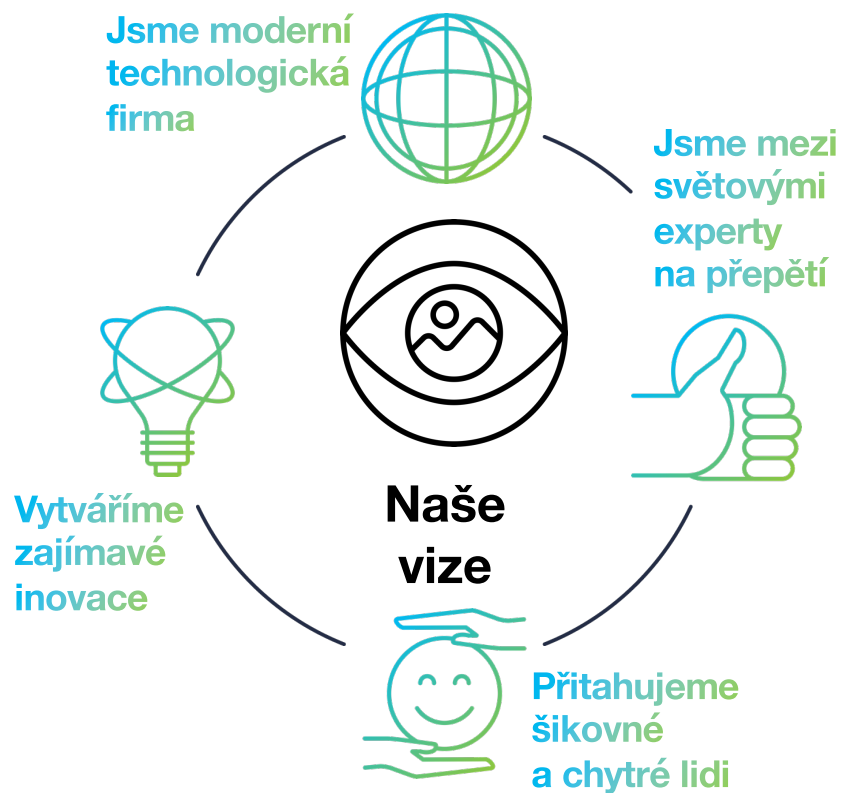 Jsme moderní
technologická
firma
Jsme mezi
světovými
experty
na přepětí
Naše
vize
Vytváříme
zajímavé
inovace
Přitahujeme
šikovné
a chytré lidi